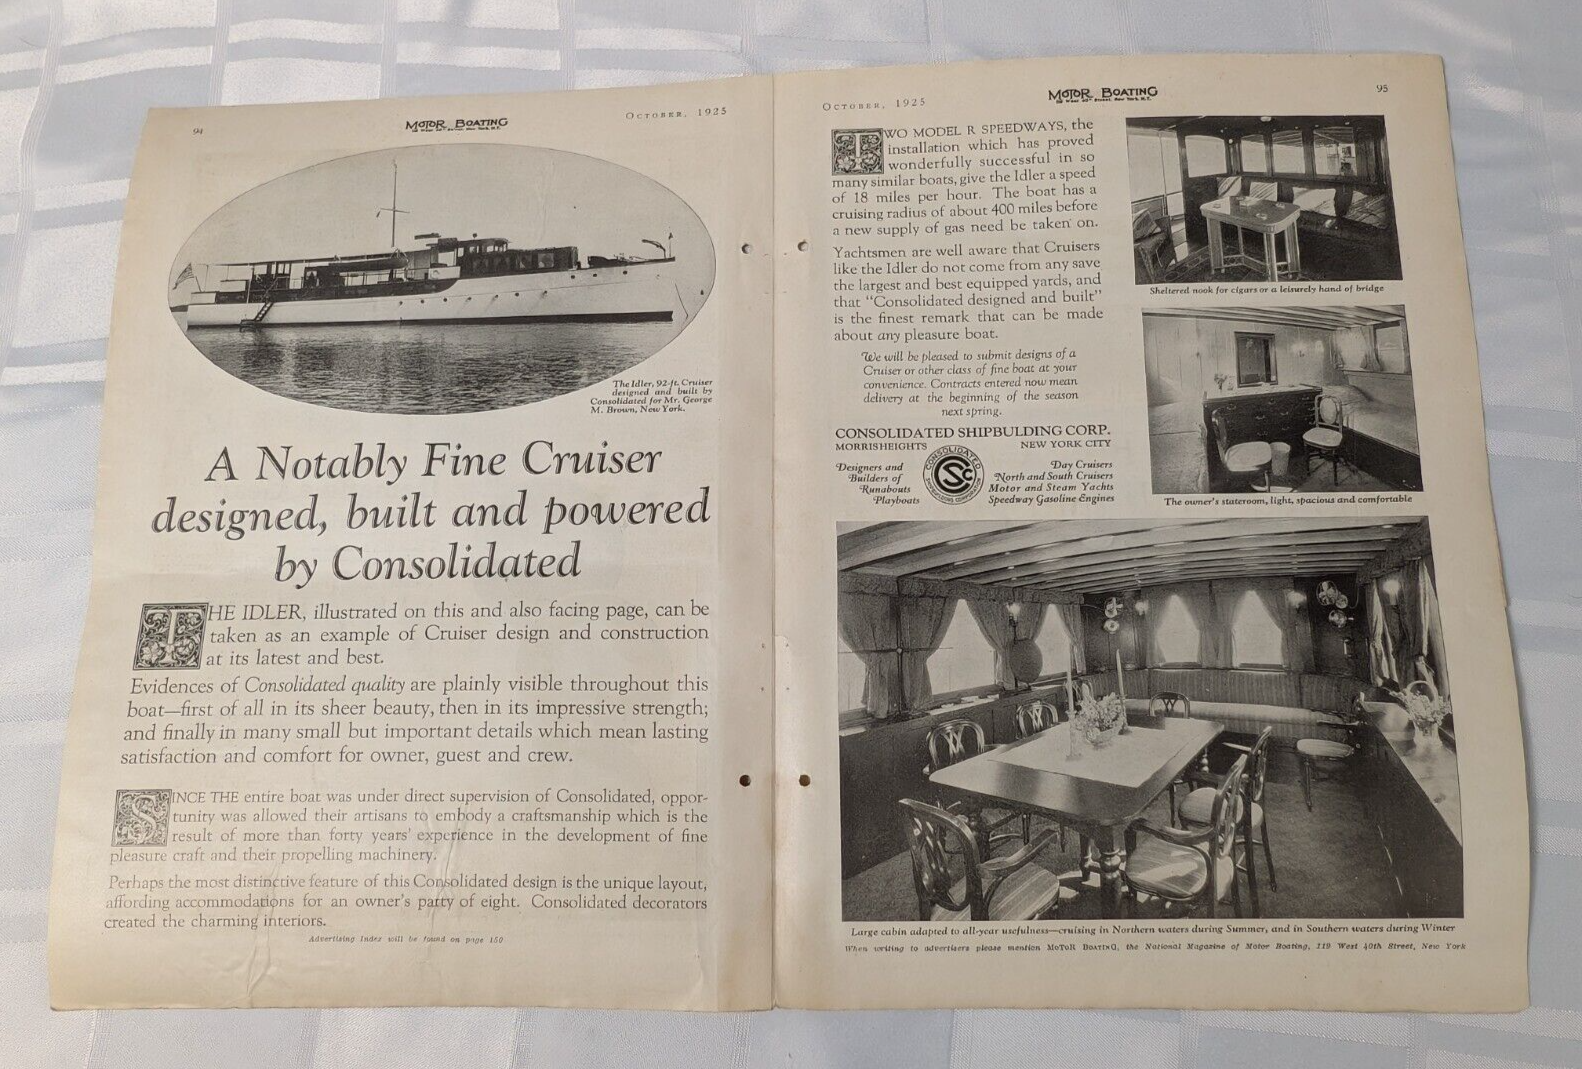 94
MOTOR BOATING
OCTOBER, 1925
The Idler, 92-ft. Cruiser
designed and built by
Consolidated for Mr. George
M. Brown, New York.
A Notably Fine Cruiser
designed, built and powered
by Consolidated
THE IDLER, illustrated on this and also facing page, can be
taken as an example of Cruiser design and construction
at its latest and best.
Evidences of Consolidated quality are plainly visible throughout this
boat—first of all in its sheer beauty, then in its impressive strength;
and finally in many small but important details which mean lasting
satisfaction and comfort for owner, guest and crew.
SINCE THE entire boat was under direct supervision of Consolidated, oppor-
tunity was allowed their artisans to embody a craftsmanship which is the
result of more than forty years' experience in the development of fine
pleasure craft and their propelling machinery.
Perhaps the most distinctive feature of this Consolidated design is the unique layout,
affording accommodations for an owner's party of eight. Consolidated decorators
created the charming interiors.
Advertising Index will be found on page 150
OCTOBER, 1925
MOTOR BOATING
95
TWO MODEL R SPEEDWAYS, the
installation which has proved
wonderfully successful in so
many similar boats, give the Idler a speed
of 18 miles per hour. The boat has a
cruising radius of about 400 miles before
a new supply of gas need be taken on.
Yachtsmen are well aware that Cruisers
like the Idler do not come from any save
the largest and best equipped yards, and
that "Consolidated designed and built"
is the finest remark that can be made
about any pleasure boat.
We will be pleased to submit designs of a
Cruiser or other class of fine boat at your
convenience. Contracts entered now mean
delivery at the beginning of the season
next spring.
CONSOLIDATED SHIPBULDING CORP.
MORRIS HEIGHTS NEW YORK CITY
Designers and
Builders of
Runabouts
Playboats
CONSOLIDATED
CSC
SHIPBUILDING CORPORATION
Day Cruisers
North and South Cruisers
Motor and Steam Yachts
Speedway Gasoline Engines
Sheltered nook for cigars or a leisurely hand of bridge
The owner's stateroom, light, spacious and comfortable
Large cabin adapted to all-year usefulness—cruising in Northern waters during Summer, and in Southern waters during Winter
When writing to advertisers please mention MOTOR BOATING, the National Magazine of Motor Boating, 119 West 40th Street, New York